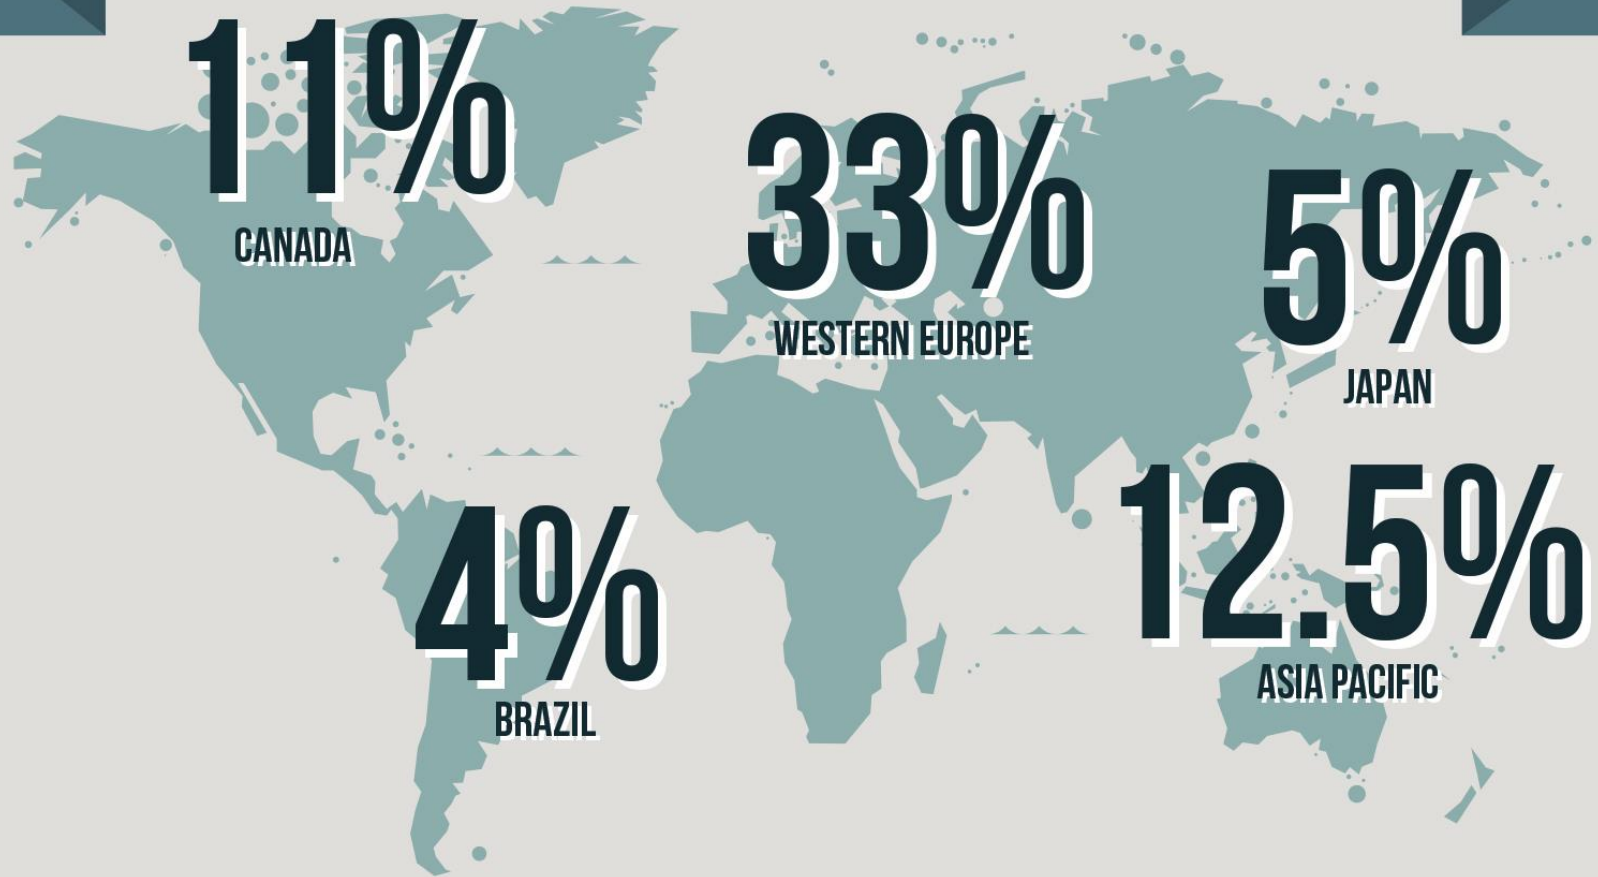 11%
CANADA
33%
WESTERN EUROPE
5%
JAPAN
4%
BRAZIL
12.5%
ASIA PACIFIC